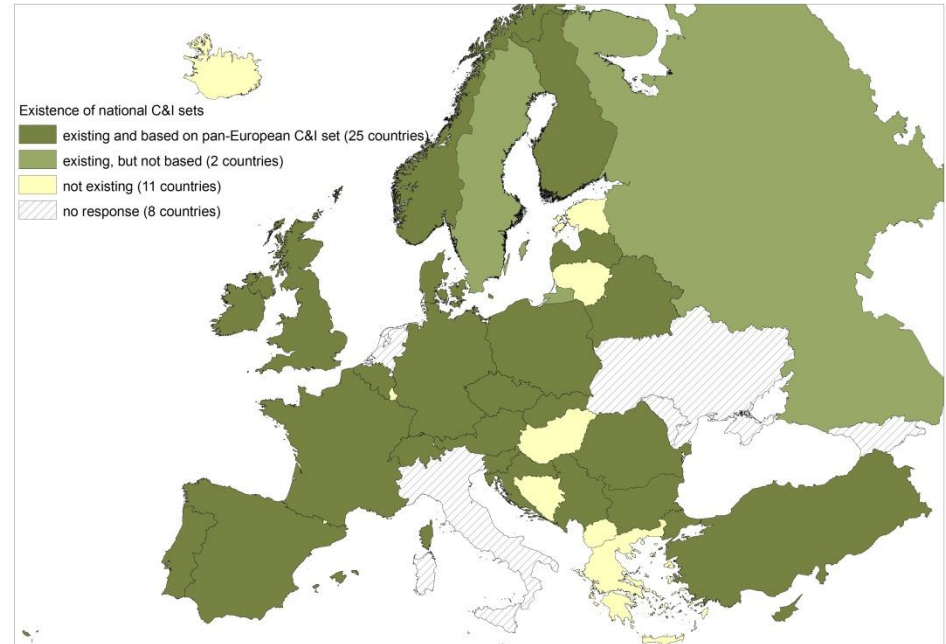 Existence of national C&I sets
existing and based on pan-European C&I set (25 countries)
existing, but not based (2 countries)
not existing (11 countries)
no response (8 countries)